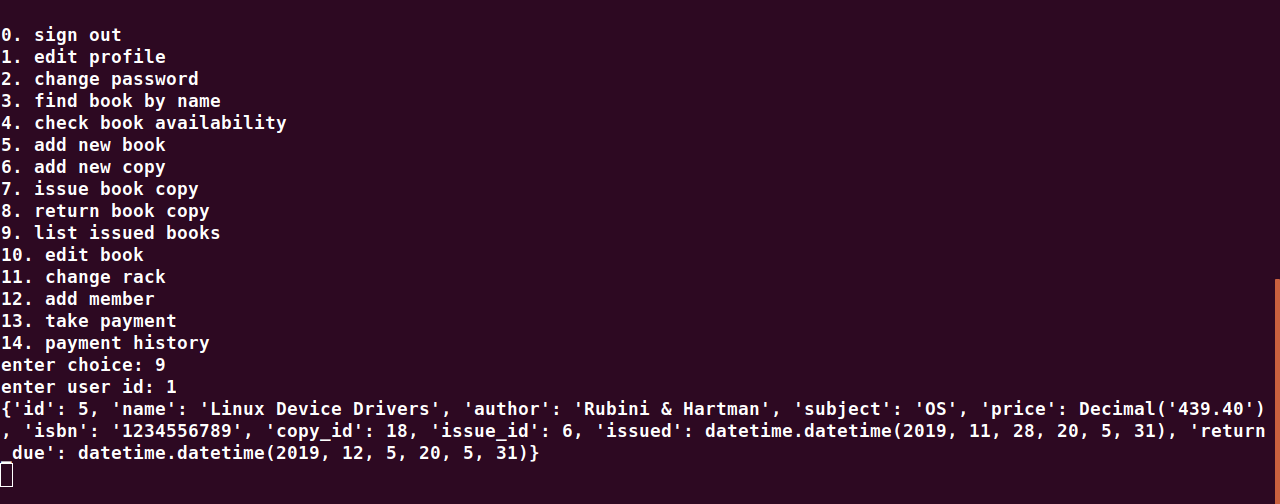 0. sign out
1. edit profile
2. change password
3. find book by name
4. check book availability
5. add new book
6. add new copy
7. issue book copy
8. return book copy
9. list issued books
10. edit book
11. change rack
12. add member
13. take payment
14. payment history
enter choice: 9
enter user id: 1
{'id': 5, 'name': 'Linux Device Drivers', 'author': 'Rubini & Hartman', 'subject': 'OS', 'price': Decimal('439.40')
, 'isbn': '1234556789', 'copy_id': 18, 'issue_id': 6, 'issued': datetime.datetime(2019, 11, 28, 20, 5, 31), 'return
_due': datetime.datetime(2019, 12, 5, 20, 5, 31)}